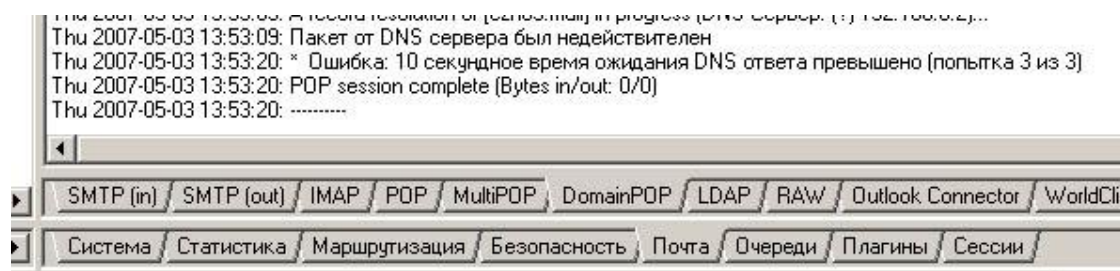 Thu 2007-05-03 13:53:09: Пакет от DNS сервера был недействителен
Thu 2007-05-03 13:53:20: * Ошибка: 10 секундное время ожидания DNS ответа превышено (попытка 3 из 3)
Thu 2007-05-03 13:53:20: POP session complete (Bytes in/out: 0/0)
Thu 2007-05-03 13:53:20: ----------
SMTP (in) SMTP (out) IMAP POP MultiPOP DomainPOP LDAP RAW Outlook Connector
Система Статистика Маршрутизация Безопасность Почта Очереди Плагины Сессии